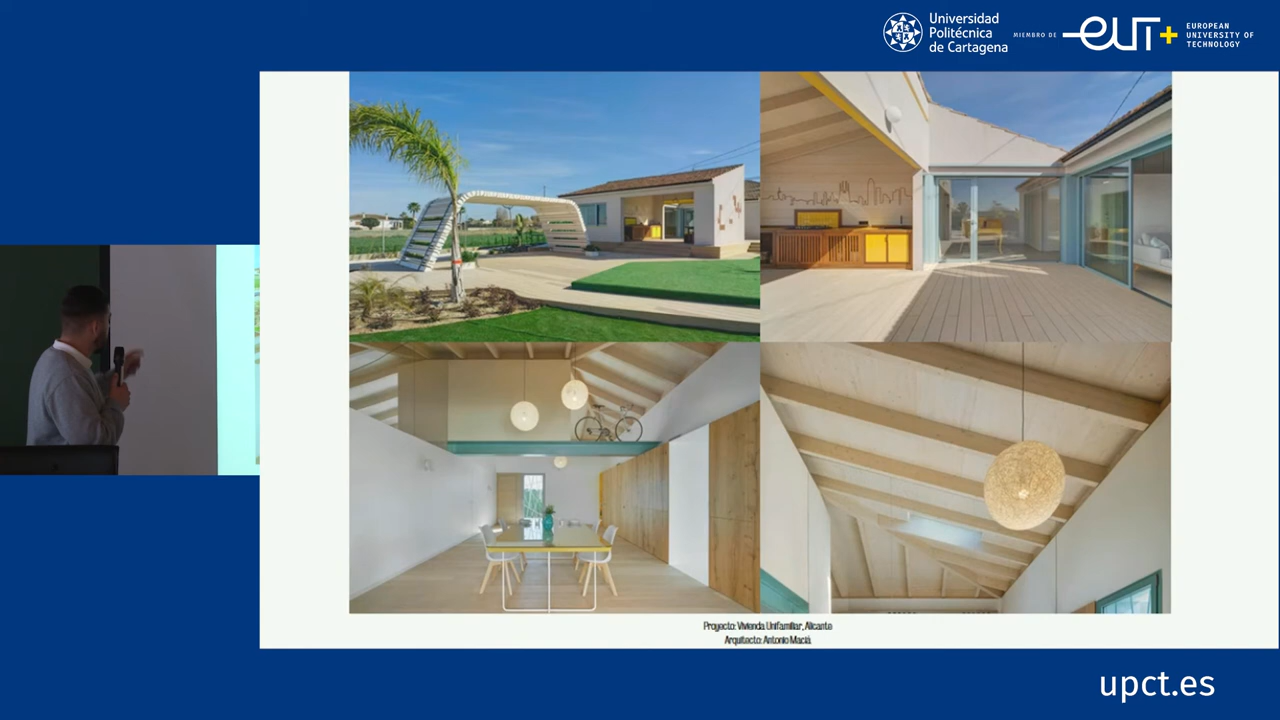 Universidad
Politécnica
de Cartagena
MIEMBRO DE
eut+
EUROPEAN
UNIVERSITY OF
TECHNOLOGY
Proyecto: Vivienda Unifamiliar, Alicante
Arquitecto: Antonio Maciá
upct.es